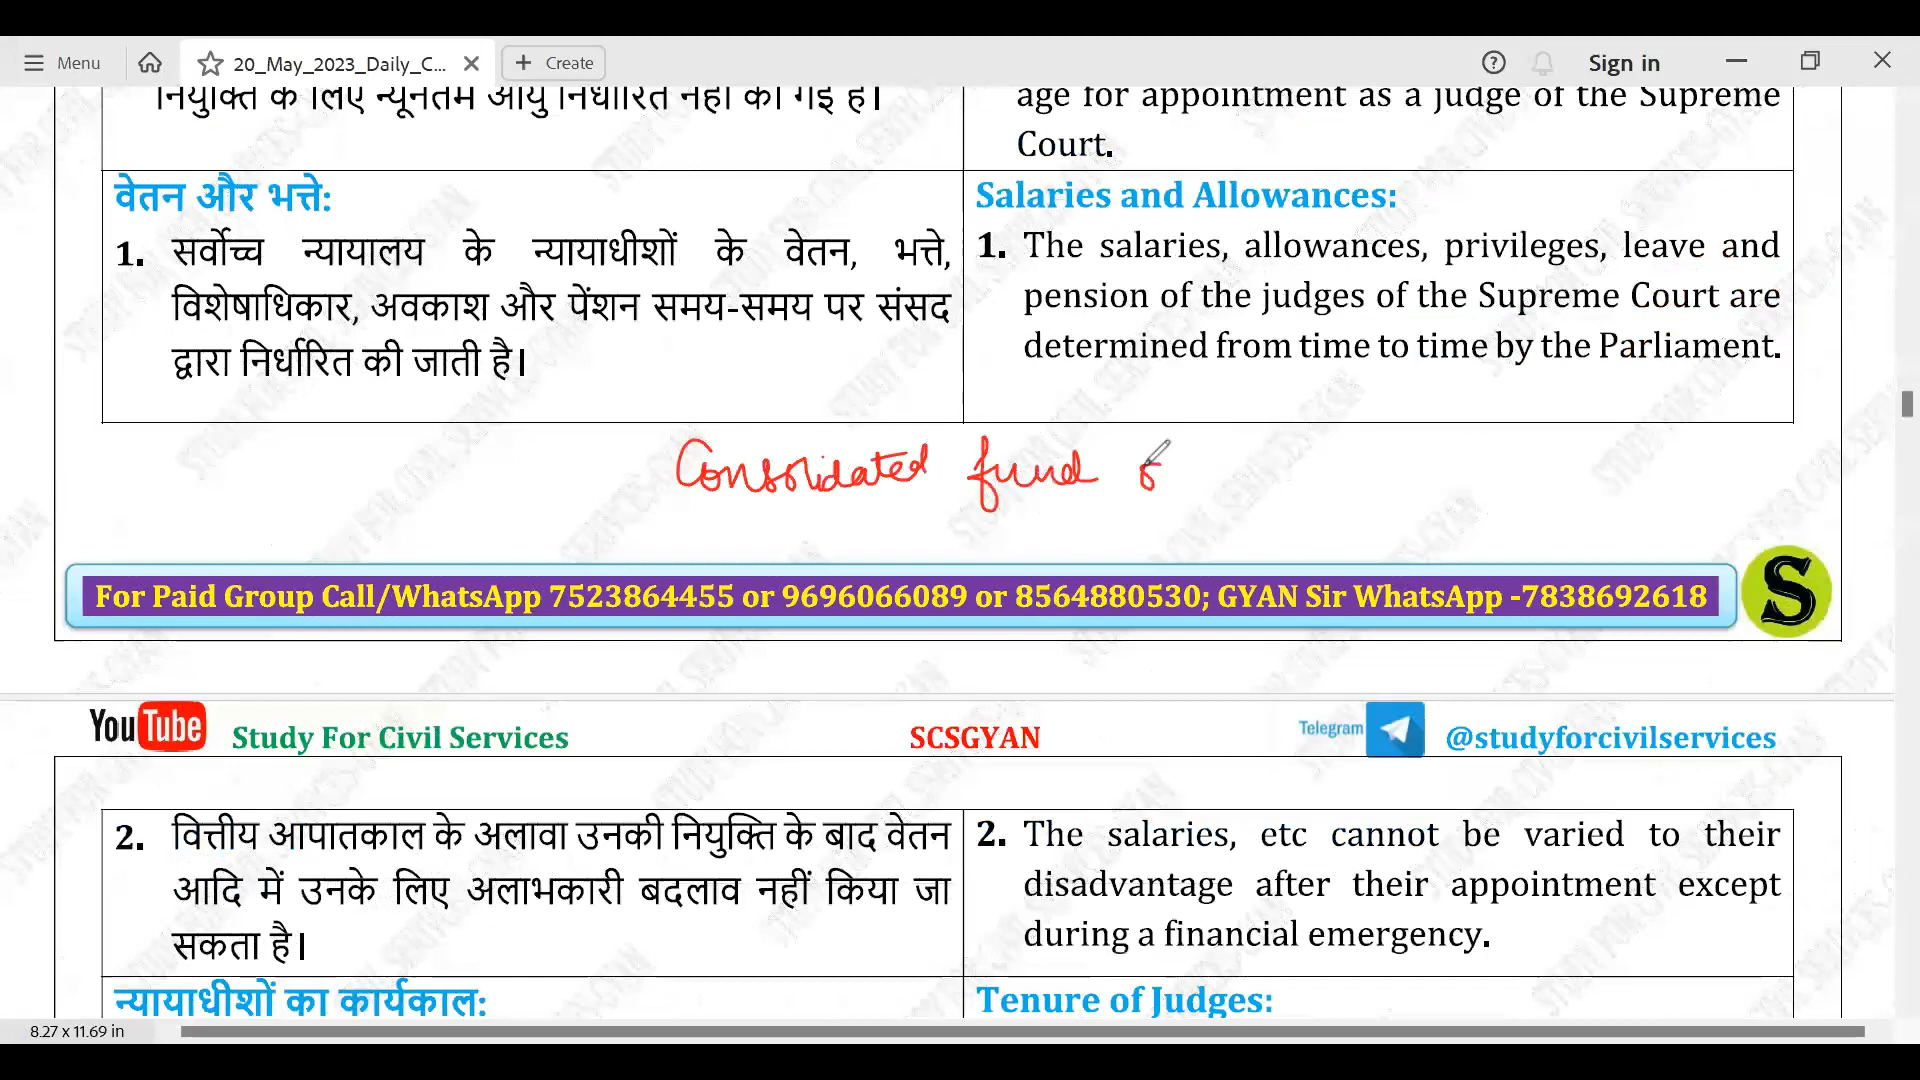 Menu
20_May_2023_Daily_C...
Create
Sign in
नियुक्ति के लिए न्यूनतम आयु निर्धारित नहीं की गई है।
age for appointment as a judge of the Supreme
Court.
वेतन और भत्ते:
1. सर्वोच्च न्यायालय के न्यायाधीशों के वेतन, भत्ते,
विशेषाधिकार, अवकाश और पेंशन समय-समय पर संसद
द्वारा निर्धारित की जाती है।
Salaries and Allowances:
1. The salaries, allowances, privileges, leave and
pension of the judges of the Supreme Court are
determined from time to time by the Parliament.
Consolidated fund o
For Paid Group Call/WhatsApp 7523864455 or 9696066089 or 8564880530; GYAN Sir WhatsApp -7838692618
S
YouTube
Study For Civil Services
SCSGYAN
Telegram
@studyforcivilservices
2. वित्तीय आपातकाल के अलावा उनकी नियुक्ति के बाद वेतन
आदि में उनके लिए अलाभकारी बदलाव नहीं किया जा
सकता है।
2. The salaries, etc cannot be varied to their
disadvantage after their appointment except
during a financial emergency.
न्यायाधीशों का कार्यकाल:
Tenure of Judges:
8.27 x 11.69 in